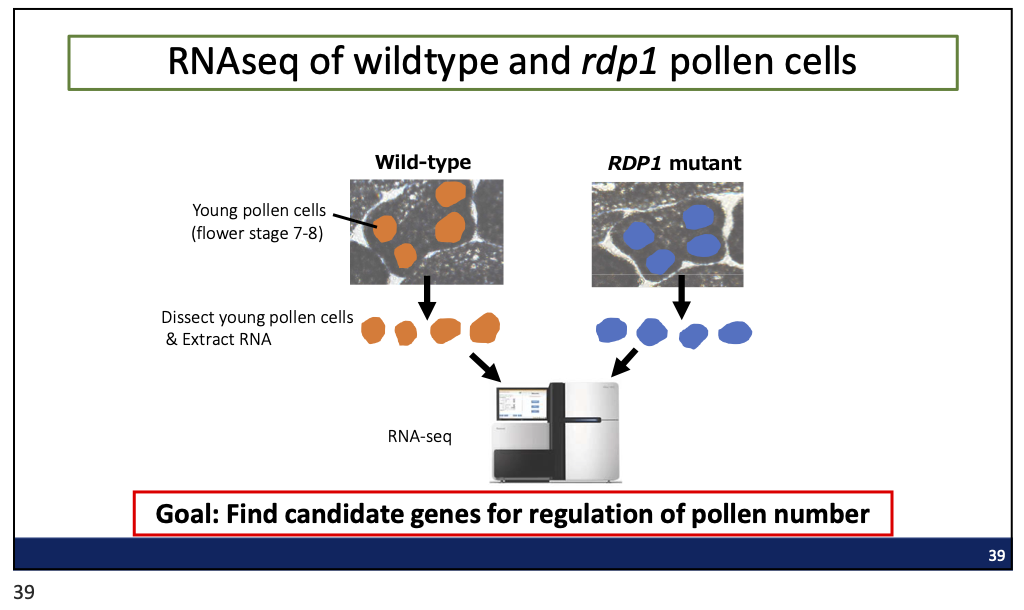 RNAseq of wildtype and rdp1 pollen cells
Wild-type
RDP1 mutant
Young pollen cells
(flower stage 7-8)
Dissect young pollen cells
& Extract RNA
RNA-seq
Goal: Find candidate genes for regulation of pollen number
39
39